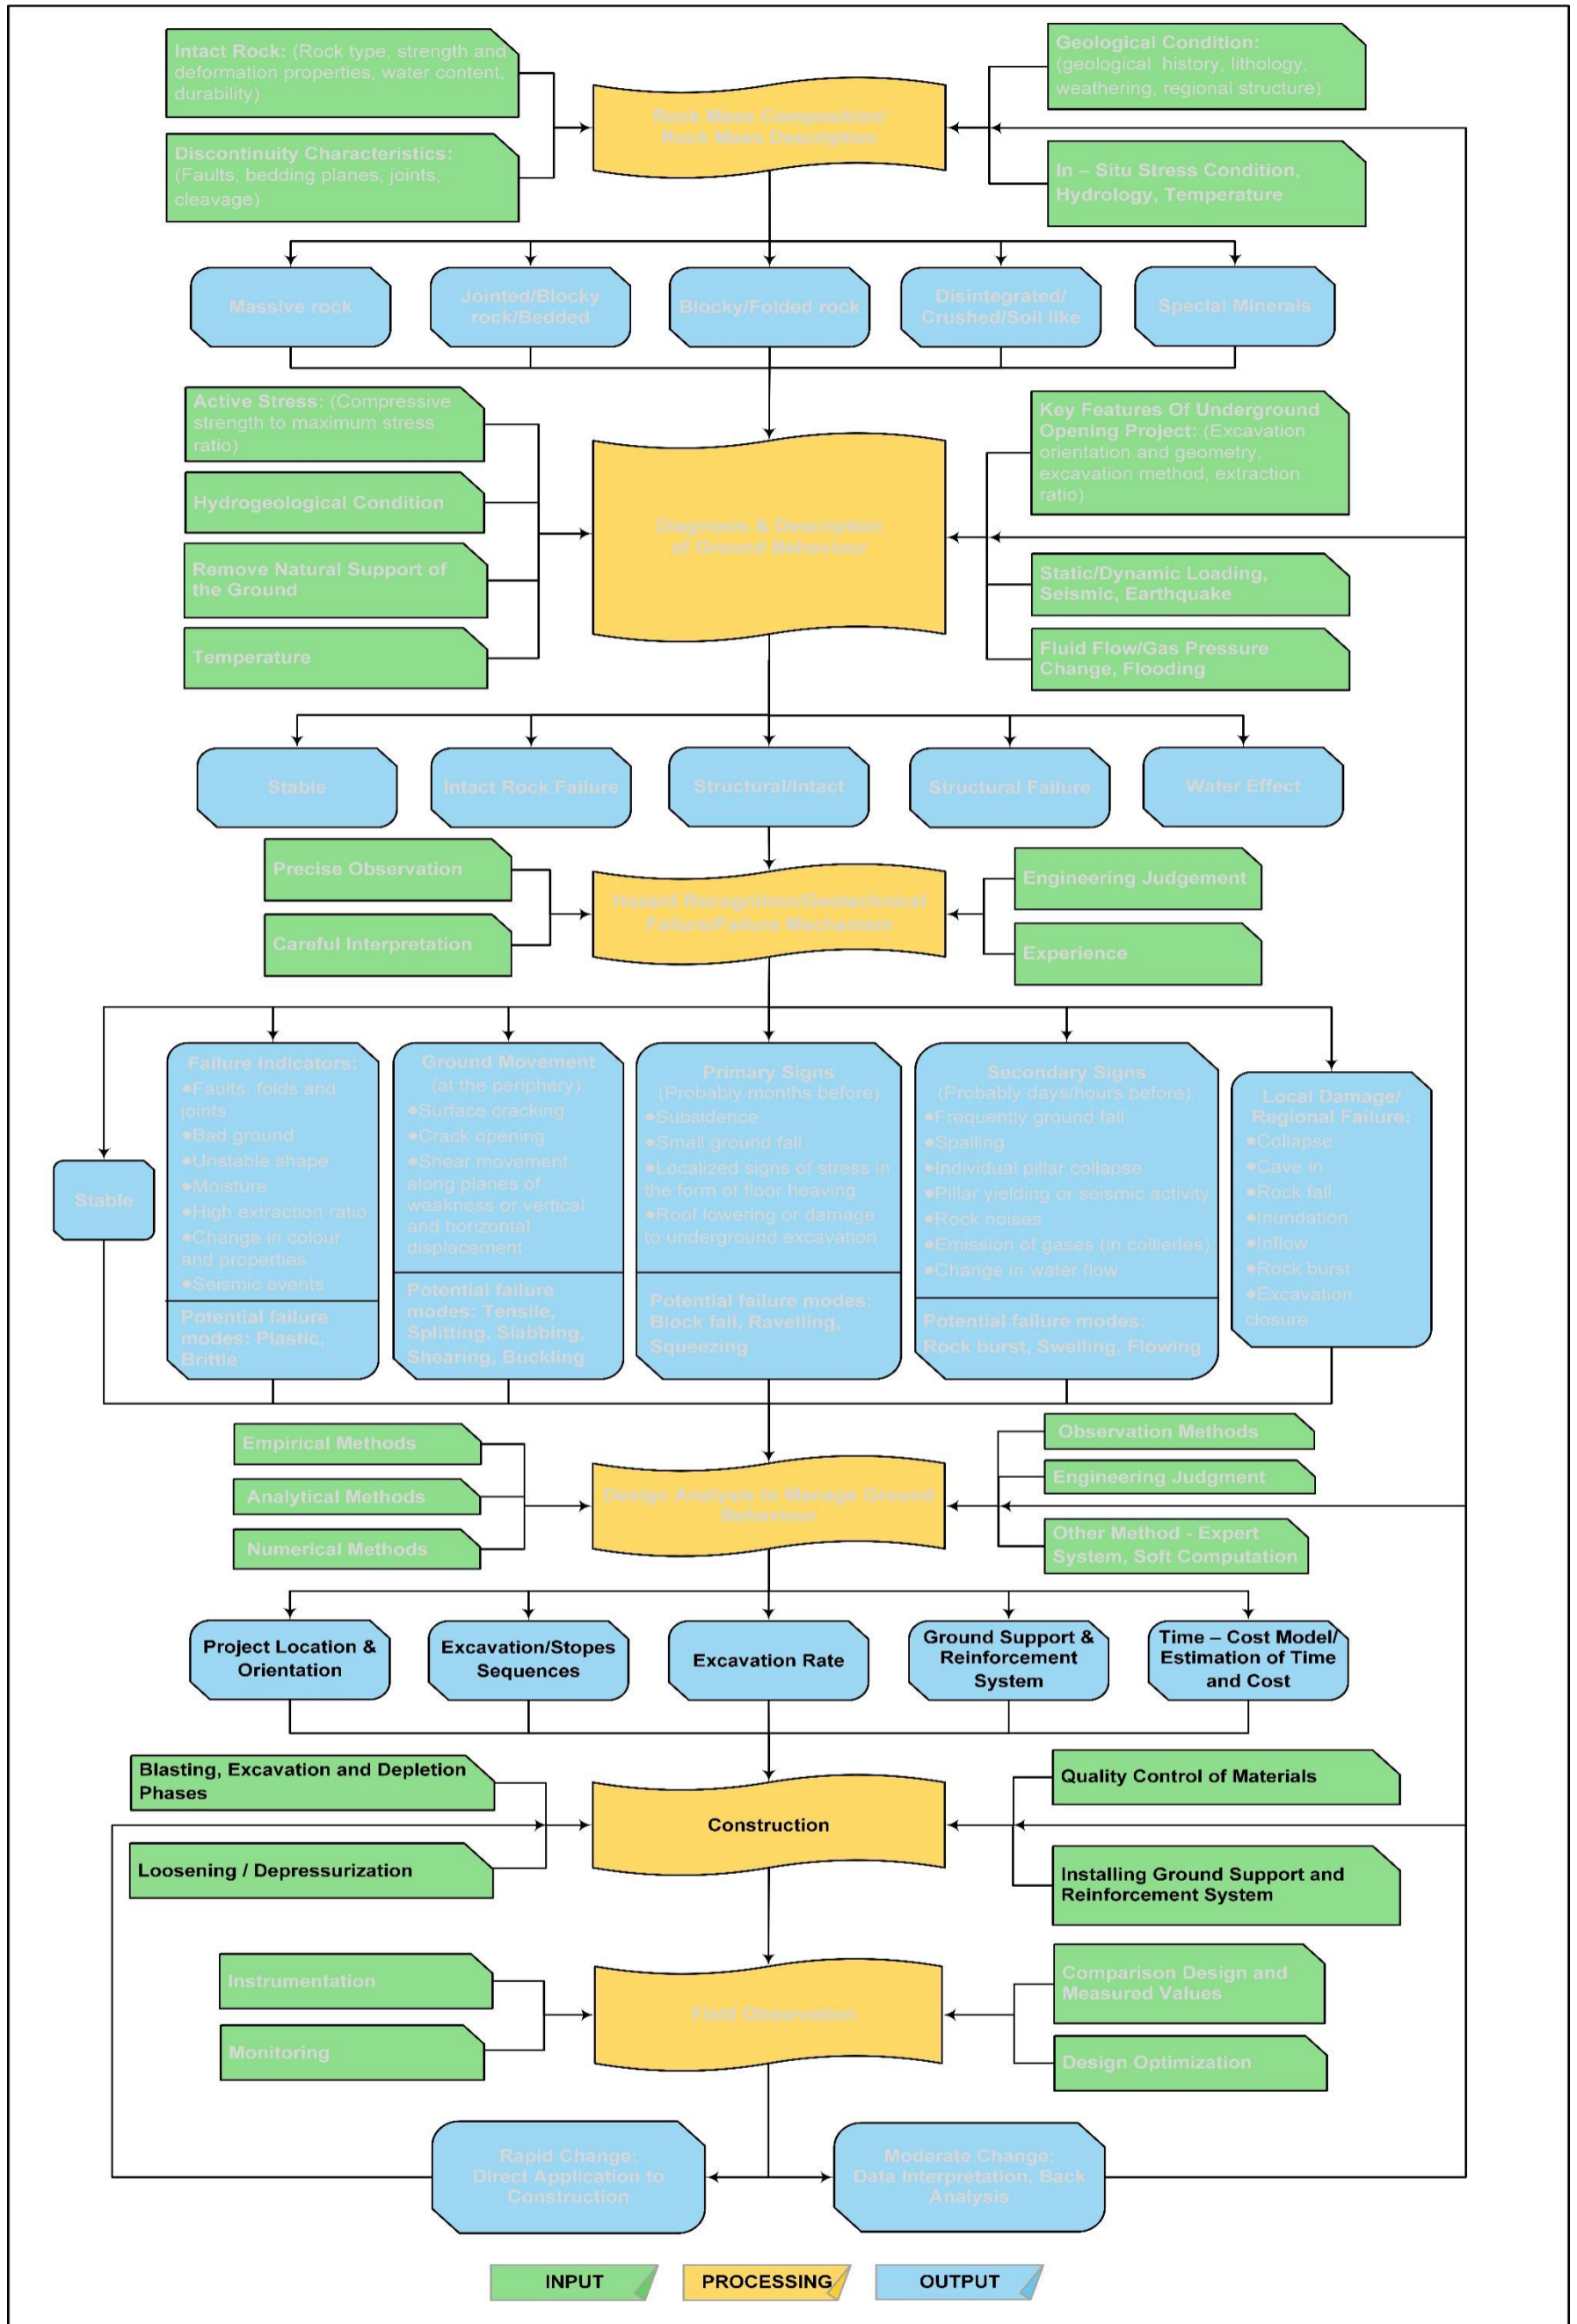 Intact Rock: (Rock type, strength and
deformation properties, water content,
durability)
Discontinuity Characteristics:
(Faults, bedding planes, joints,
cleavage)
Rock Mass Composition/
Rock Mass Description
Geological Condition:
(geological history, lithology,
weathering, regional structure)
In – Situ Stress Condition,
Hydrology, Temperature
Massive rock
Jointed/Blocky
rock/Bedded
Blocky/Folded rock
Disintegrated/
Crushed/Soil like
Special Minerals
Active Stress: (Compressive
strength to maximum stress
ratio)
Hydrogeological Condition
Remove Natural Support of
the Ground
Temperature
Diagnosis & Description
of Ground Behaviour
Key Features Of Underground
Opening Project: (Excavation
orientation and geometry,
excavation method, extraction
ratio)
Static/Dynamic Loading,
Seismic, Earthquake
Fluid Flow/Gas Pressure
Change, Flooding
Stable
Intact Rock Failure
Structural/Intact
Structural Failure
Water Effect
Precise Observation
Careful Interpretation
Hazard Recognition/Geotechnical
Failure/Failure Mechanism
Engineering Judgement
Experience
Stable
Failure Indicators:
●Faults, folds and
joints
●Bad ground
●Unstable shape
●Moisture
●High extraction ratio
●Change in colour
and properties
●Seismic events
Potential failure
modes: Plastic,
Brittle
Ground Movement
(at the periphery):
●Surface cracking
●Crack opening
●Shear movement
along planes of
weakness or vertical
and horizontal
displacement
Potential failure
modes: Tensile,
Splitting, Slabbing,
Shearing, Buckling
Primary Signs
(Probably months before)
●Subsidence
●Small ground fall
●Localized signs of stress in
the form of floor heaving
●Roof lowering or damage
to underground excavation
Potential failure modes:
Block fall, Ravelling,
Squeezing
Secondary Signs
(Probably days/hours before):
●Frequently ground fall
●Spalling
●Individual pillar collapse
●Pillar yielding or seismic activity
●Rock noises
●Emission of gases (in collieries)
●Change in water flow
Potential failure modes:
Rock burst, Swelling, Flowing
Local Damage/
Regional Failure:
●Collapse
●Cave in
●Rock fall
●Inundation
●Inflow
●Rock burst
●Excavation
closure
Empirical Methods
Analytical Methods
Numerical Methods
Design Analysis to Manage Ground
Behaviour
Observation Methods
Engineering Judgment
Other Method - Expert
System, Soft Computation
Project Location &
Orientation
Excavation/Stopes
Sequences
Excavation Rate
Ground Support &
Reinforcement
System
Time – Cost Model/
Estimation of Time
and Cost
Blasting, Excavation and Depletion
Phases
Loosening / Depressurization
Construction
Quality Control of Materials
Installing Ground Support and
Reinforcement System
Instrumentation
Monitoring
Field Observation
Comparison Design and
Measured Values
Design Optimization
Rapid Change:
Direct Application to
Construction
Moderate Change:
Data Interpretation, Back
Analysis
INPUT
PROCESSING
OUTPUT